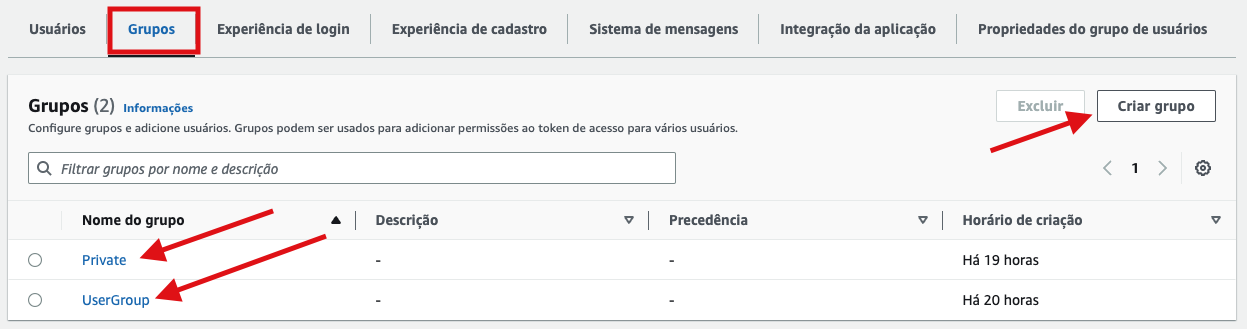 Usuários Grupos Experiência de login Experiência de cadastro Sistema de mensagens Integração da aplicação Propriedades do grupo de usuários
Grupos (2) Informações Excluir Criar grupo
Configure grupos e adicione usuários. Grupos podem ser usados para adicionar permissões ao token de acesso para vários usuários.
Filtrar grupos por nome e descrição 1
Nome do grupo Descrição Precedência Horário de criação
Private - - Há 19 horas
UserGroup - - Há 20 horas